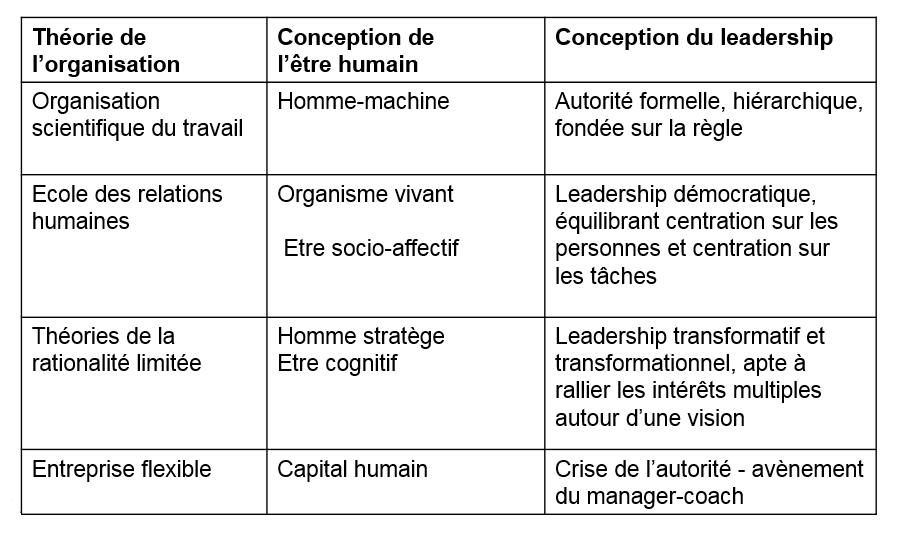 Théorie de
l’organisation
Conception de
l’être humain
Conception du leadership
Organisation
scientifique du travail
Homme-machine
Autorité formelle, hiérarchique,
fondée sur la règle
Ecole des relations
humaines
Organisme vivant
Etre socio-affectif
Leadership démocratique,
équilibrant centration sur les
personnes et centration sur
les tâches
Théories de la
rationalité limitée
Homme stratège
Etre cognitif
Leadership transformatif et
transformationnel, apte à
rallier les intérêts multiples
autour d’une vision
Entreprise flexible
Capital humain
Crise de l’autorité - avènement
du manager-coach